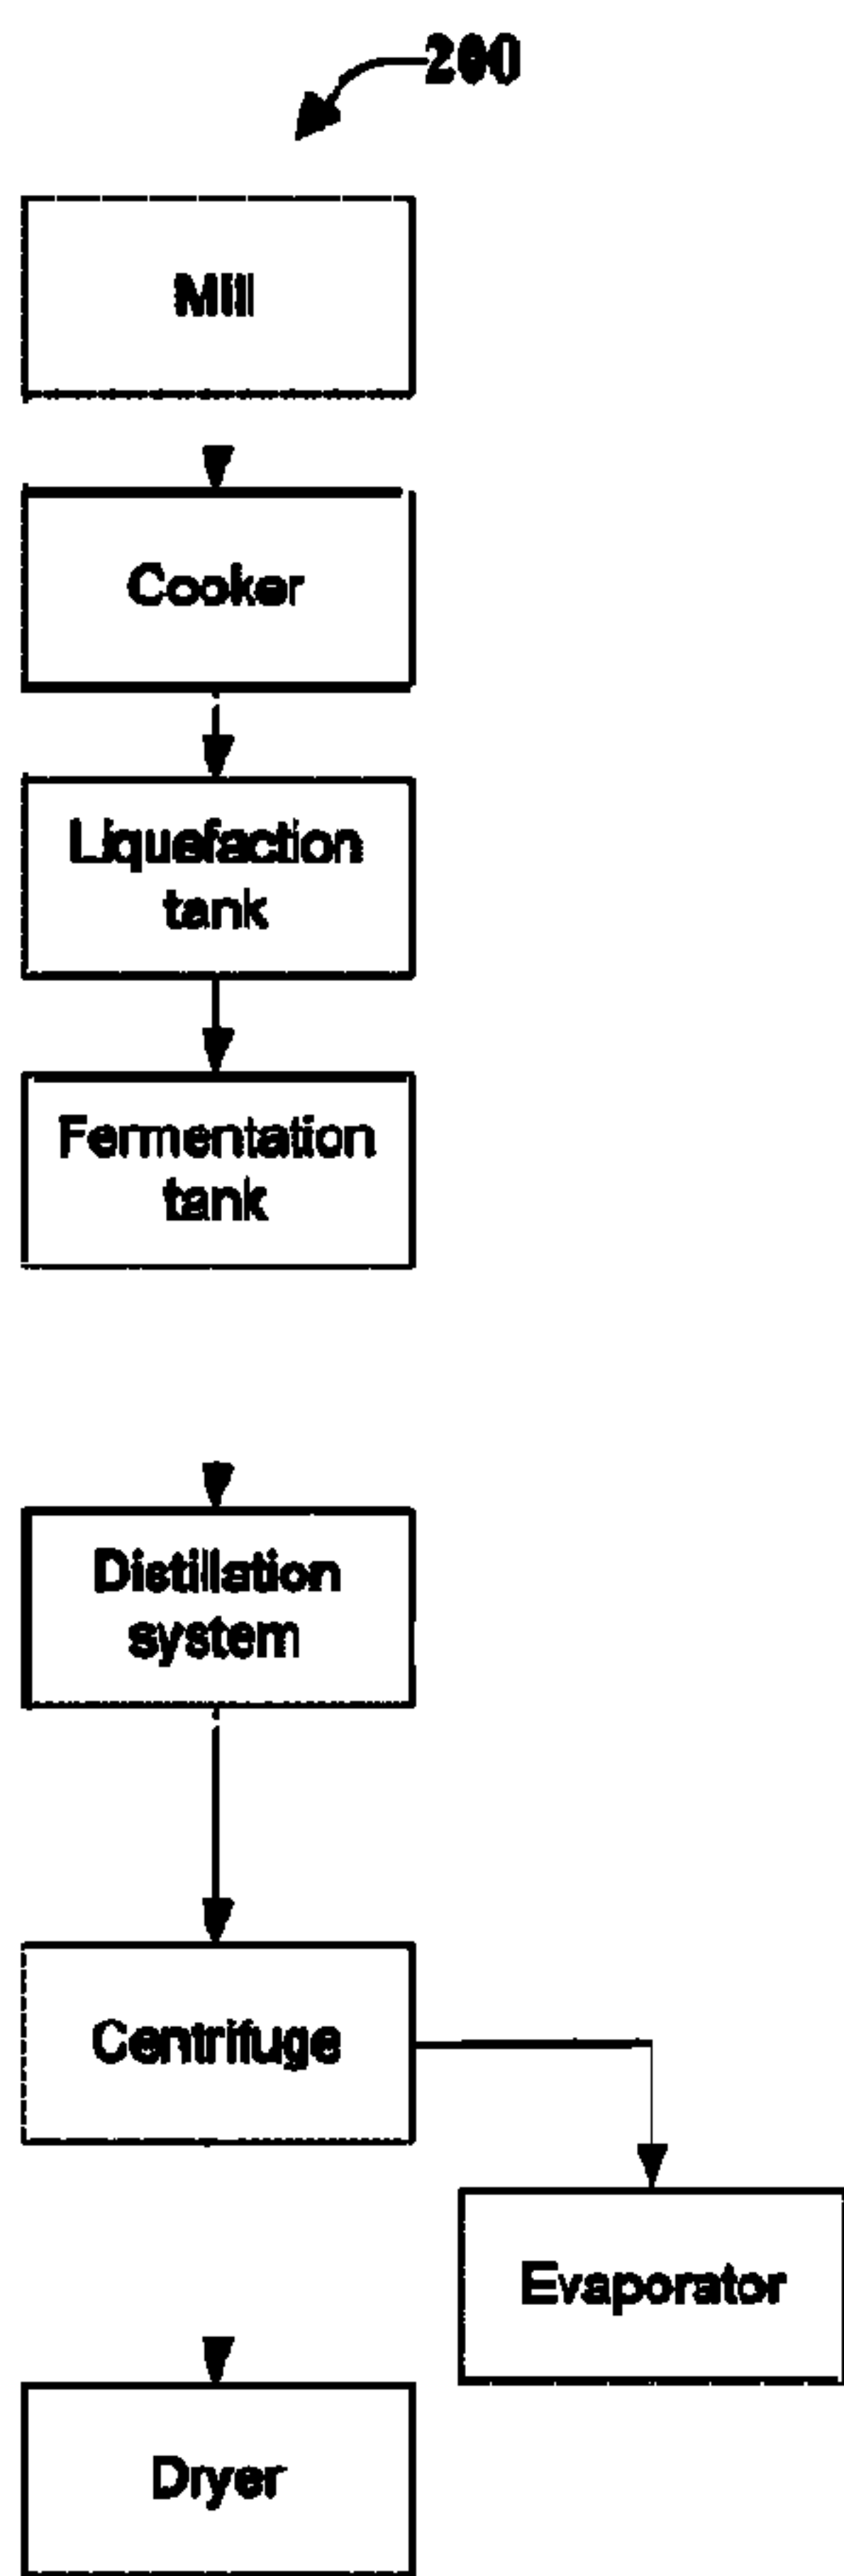 200
Mill
Cooker
Liquefaction
tank
Fermentation
tank
Distillation
system
Centrifuge
Evaporator
Dryer